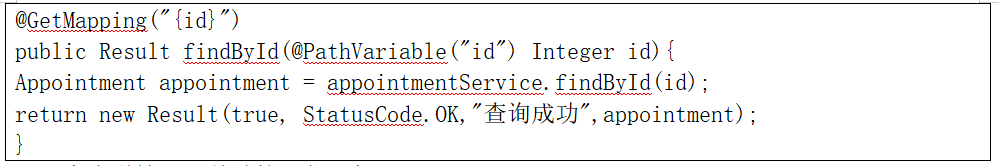 @GetMapping("{id}")
public Result findById(@PathVariable("id") Integer id){
Appointment appointment = appointmentService.findById(id);
return new Result(true, StatusCode.OK,"查询成功",appointment);
}